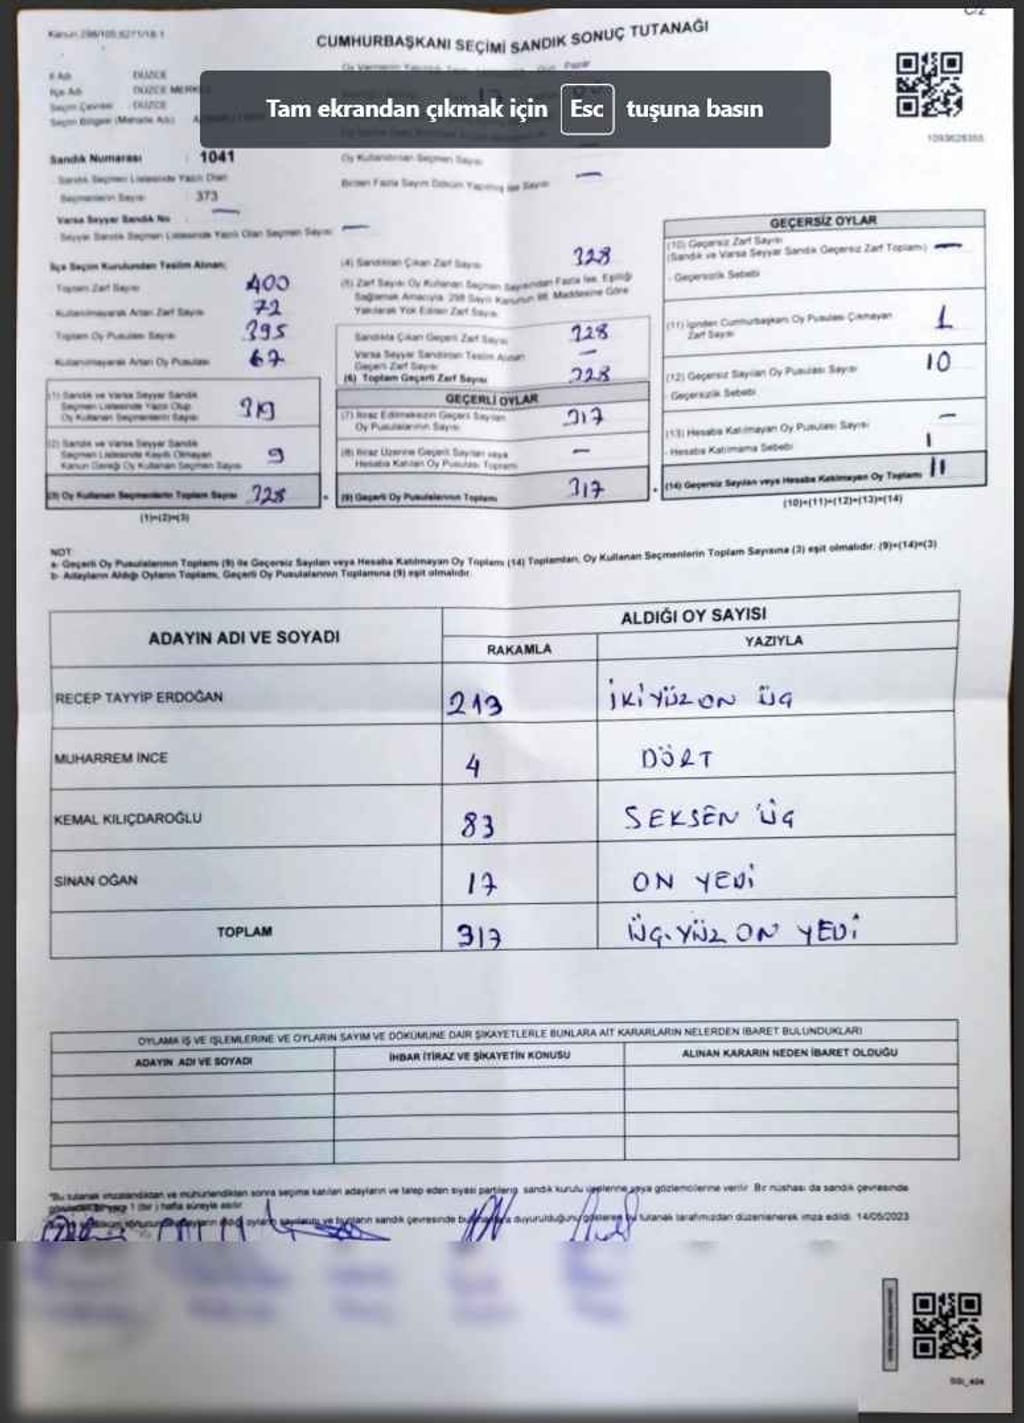 C/2
Kanun 298/105,6271/18-1
CUMHURBAŞKANI SEÇİMİ SANDIK SONUÇ TUTANAĞI
Pazar
İl Adı DÜZCE
İlçe Adı DÜZCE MERKEZ
Seçim Çevresi : DÜZCE
Seçim Bölgesi (Mahalle Adı)
Tam ekrandan çıkmak için Esc tuşuna basın
1093628355
Sandık Numarası : 1041
Sandık Seçmen Listesinde Yazılı Olan
Seçmenlerin Sayısı 373
Varsa Seyyar Sandık No —
Seyyar Sandık Seçmen Listesinde Yazılı Olan Seçmen Sayısı —
Oy Kullandırılan Seçmen Sayısı —
Birden Fazla Sayım Döküm Yapılmış ise Sayısı —
İlçe Seçim Kurulundan Teslim Alınan;
Toplam Zarf Sayısı 400
Kullanılmayarak Artan Zarf Sayısı 72
Toplam Oy Pusulası Sayısı 395
Kullanılmayarak Artan Oy Pusulası 67
(1) Sandık ve Varsa Seyyar Sandık
Seçmen Listesinde Yazılı Olup
Oy Kullanan Seçmenlerin Sayısı 319
(2) Sandık ve Varsa Seyyar Sandık
Seçmen Listesinde Kayıtlı Olmayan
Kanun Gereği Oy Kullanan Seçmen Sayısı 9
(3) Oy Kullanan Seçmenlerin Toplam Sayısı 328
(1)+(2)=(3)
(4) Sandıktan Çıkan Zarf Sayısı 328
(5) Zarf Sayısı Oy Kullanan Seçmen Sayısından Fazla ise, Eşitliği
Sağlamak Amacıyla 298 Sayılı Kanunun 98. Maddesine Göre
Yakılarak Yok Edilen Zarf Sayısı
Sandıkta Çıkan Geçerli Zarf Sayısı 328
Varsa Seyyar Sandıktan Teslim Alınan
Geçerli Zarf Sayısı —
(6) Toplam Geçerli Zarf Sayısı 328
GEÇERLİ OYLAR
(7) İtiraz Edilmeksizin Geçerli Sayılan
Oy Pusulalarının Sayısı 317
(8) İtiraz Üzerine Geçerli Sayılan veya
Hesaba Katılan Oy Pusulası Toplamı —
(9) Geçerli Oy Pusulalarının Toplamı 317
GEÇERSİZ OYLAR
(10) Geçersiz Zarf Sayısı
(Sandık ve Varsa Seyyar Sandık Geçersiz Zarf Toplamı) —
- Geçersizlik Sebebi
(11) İçinden Cumhurbaşkanı Oy Pusulası Çıkmayan
Zarf Sayısı 1
(12) Geçersiz Sayılan Oy Pusulası Sayısı 10
- Geçersizlik Sebebi
(13) Hesaba Katılmayan Oy Pusulası Sayısı —
- Hesaba Katılmama Sebebi 1
(14) Geçersiz Sayılan veya Hesaba Katılmayan Oy Toplamı 11
(10)+(11)+(12)+(13)=(14)
NOT:
a- Geçerli Oy Pusulalarının Toplamı (9) ile Geçersiz Sayılan veya Hesaba Katılmayan Oy Toplamı (14) Toplamları, Oy Kullanan Seçmenlerin Toplam Sayısına (3) eşit olmalıdır. (9)+(14)=(3)
b- Adayların Aldığı Oyların Toplamı, Geçerli Oy Pusulalarının Toplamına (9) eşit olmalıdır.
ADAYIN ADI VE SOYADI
ALDIĞI OY SAYISI
RAKAMLA YAZIYLA
RECEP TAYYİP ERDOĞAN 213 İKİ YÜZ ON ÜÇ
MUHARREM İNCE 4 DÖRT
KEMAL KILIÇDAROĞLU 83 SEKSEN ÜÇ
SİNAN OĞAN 17 ON YEDİ
TOPLAM 317 ÜÇ.YÜZ ON YEDİ
OYLAMA İŞ VE İŞLEMLERİNE VE OYLARIN SAYIM VE DÖKÜMÜNE DAİR ŞİKAYETLERLE BUNLARA AİT KARARLARIN NELERDEN İBARET BULUNDUKLARI
ADAYIN ADI VE SOYADI İHBAR İTİRAZ VE ŞİKAYETİN KONUSU ALINAN KARARIN NEDEN İBARET OLDUĞU
"Bu tutanak imzalandıktan ve mühürlendikten sonra seçime katılan adayların ve talep eden siyasi partilerin sandık kurulu üyelerine veya gözlemcilerine verilir. Bir nüshası da sandık çevresinde
1 (bir) hafta süreyle asılır.
duyurulduğunu gösteren bu tutanak tarafımızdan düzenlenerek imza edildi. 14/05/2023